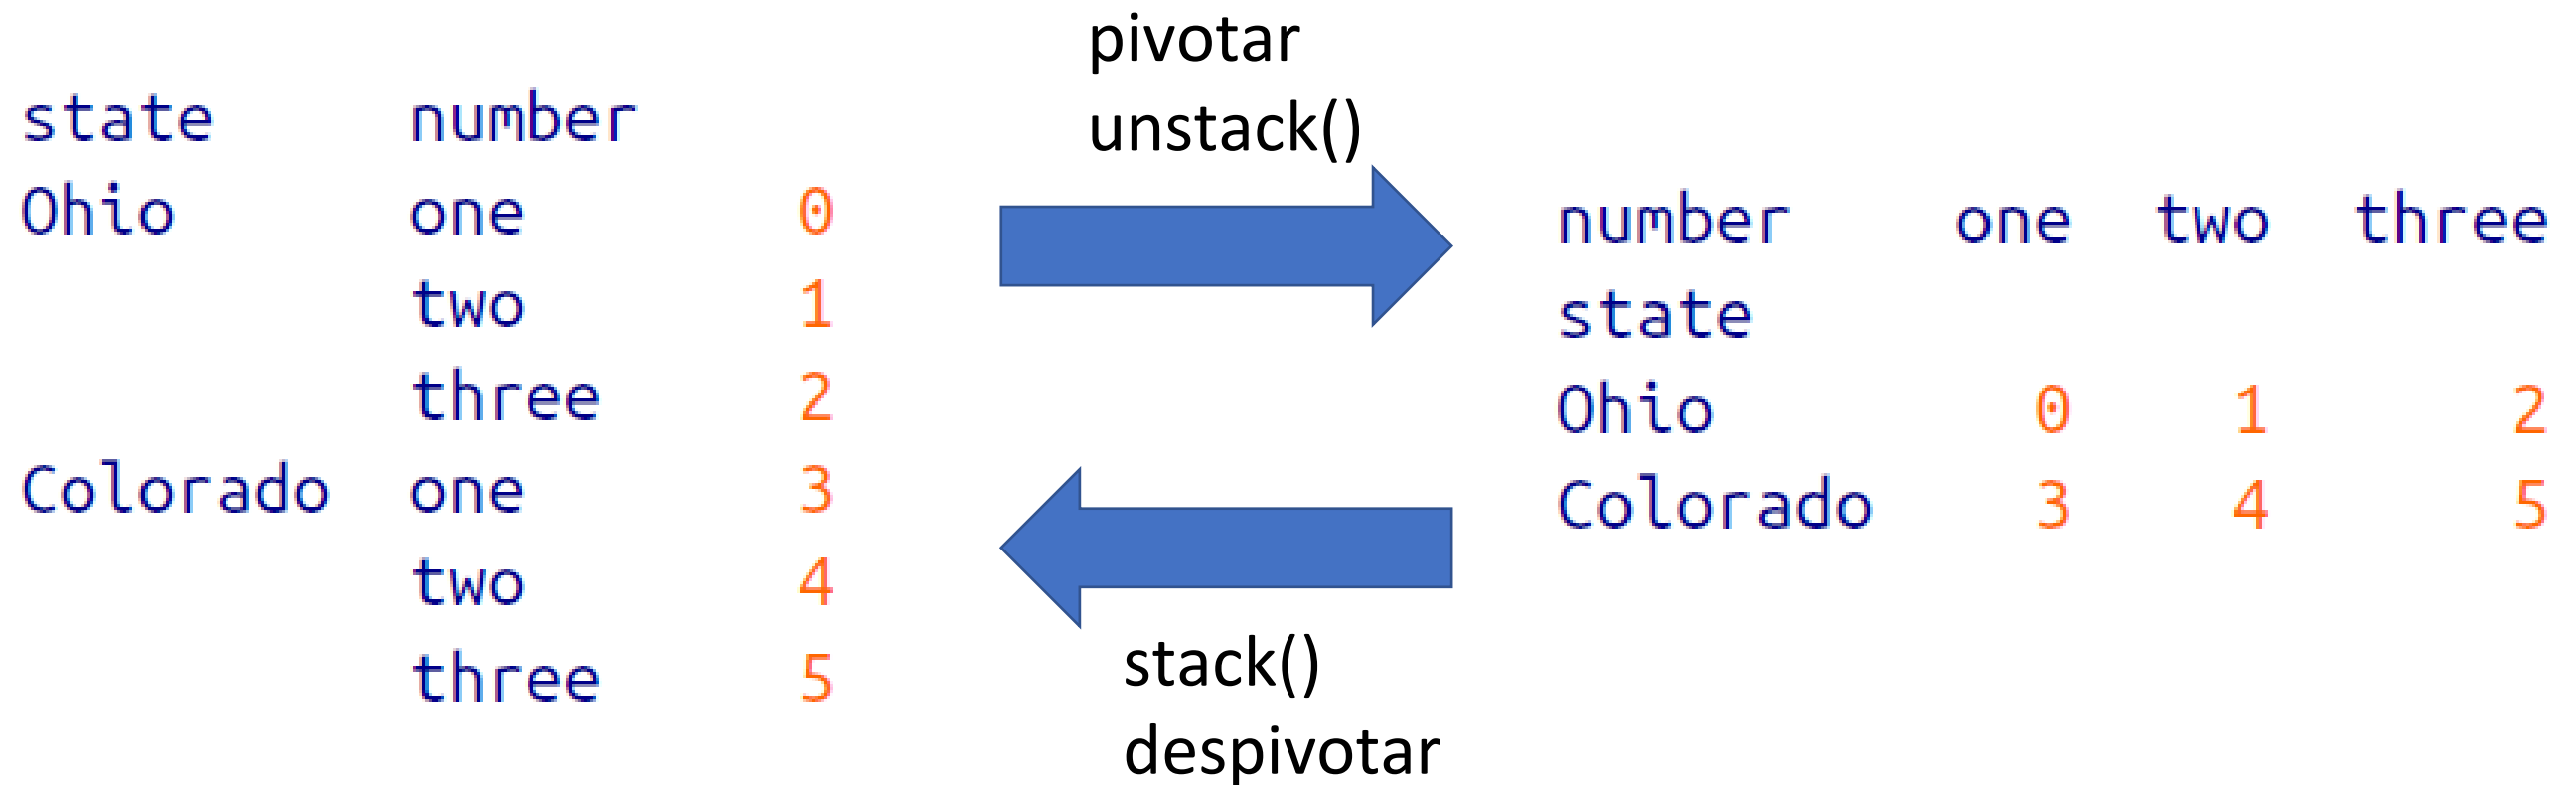 state number
Ohio one 0
two 1
three 2
Colorado one 3
two 4
three 5
pivotar
unstack()
stack()
despivotar
number one two three
state
Ohio 0 1 2
Colorado 3 4 5